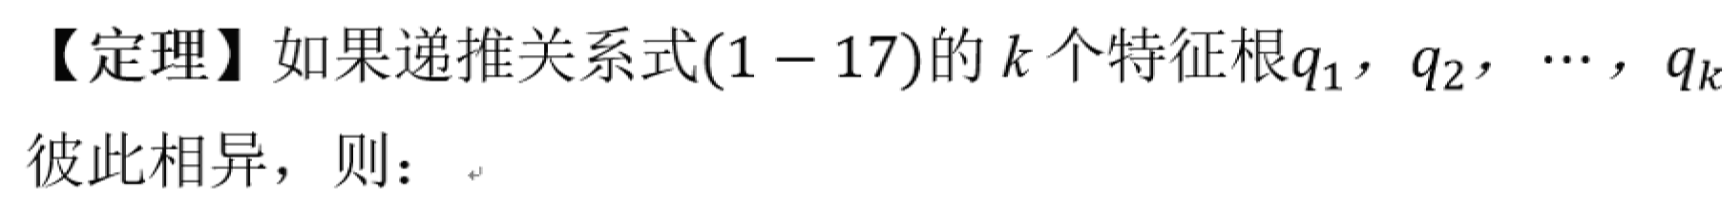 【定理】如果递推关系式(1 − 17)的 k 个特征根q₁，q₂，⋯，qₖ
彼此相异，则：